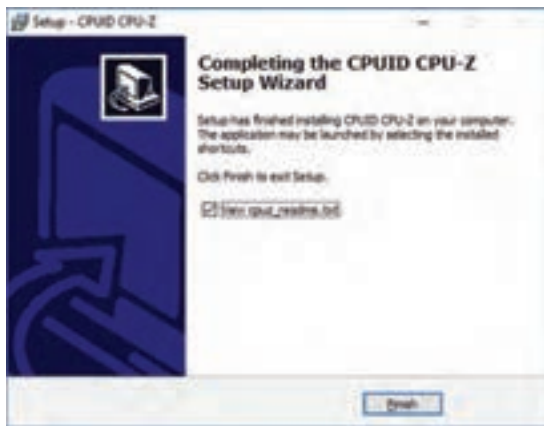 Setup - CPUID CPU-Z
Completing the CPUID CPU-Z
Setup Wizard
Setup has finished installing CPUID CPU-Z on your computer.
The application may be launched by selecting the installed
shortcuts.
Click Finish to exit Setup.
View cpuz_readme.txt
Finish